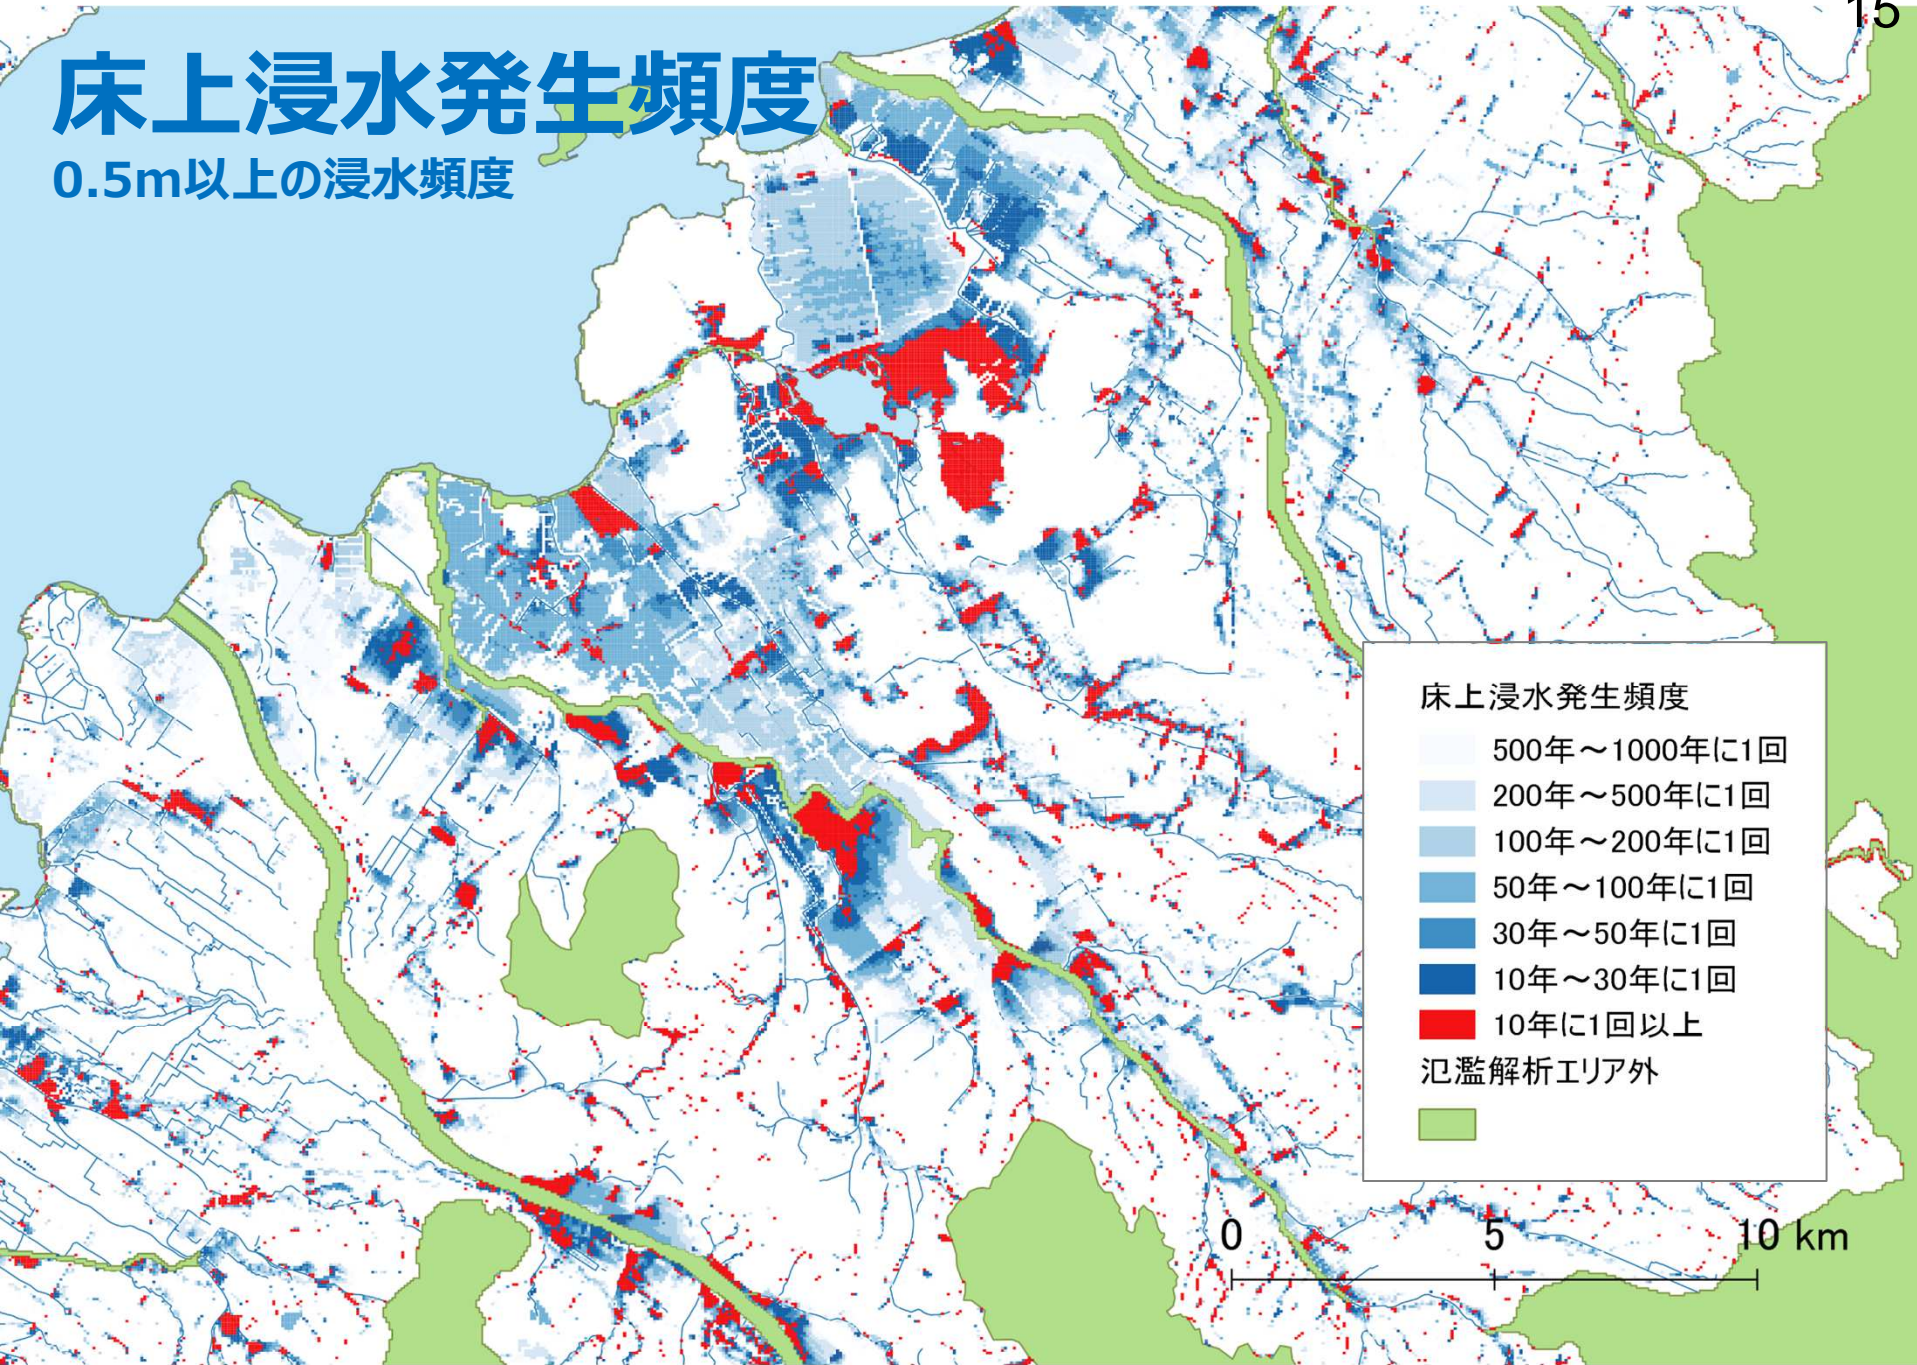 15
床上浸水発生頻度
0.5m以上の浸水頻度
床上浸水発生頻度
500年～1000年に1回
200年～500年に1回
100年～200年に1回
50年～100年に1回
30年～50年に1回
10年～30年に1回
10年に1回以上
氾濫解析エリア外
0 5 10 km